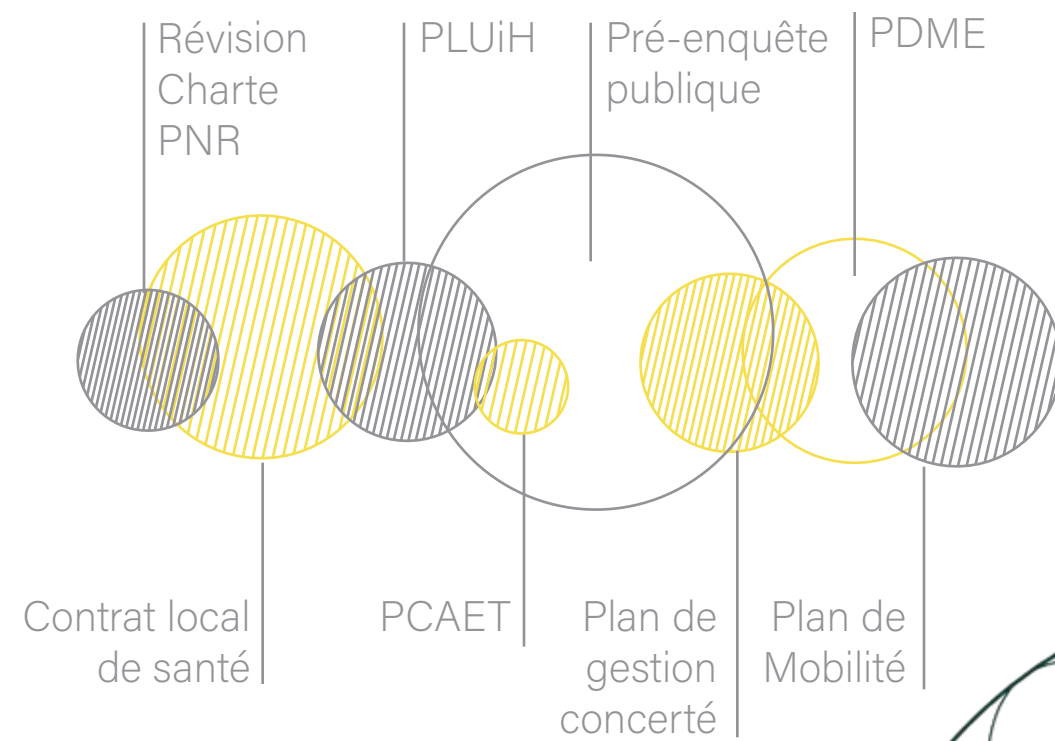 Révision
Charte
PNR
PLUiH
Pré-enquête
publique
PDME
Contrat local
de santé
PCAET
Plan de
gestion
concerté
Plan de
Mobilité